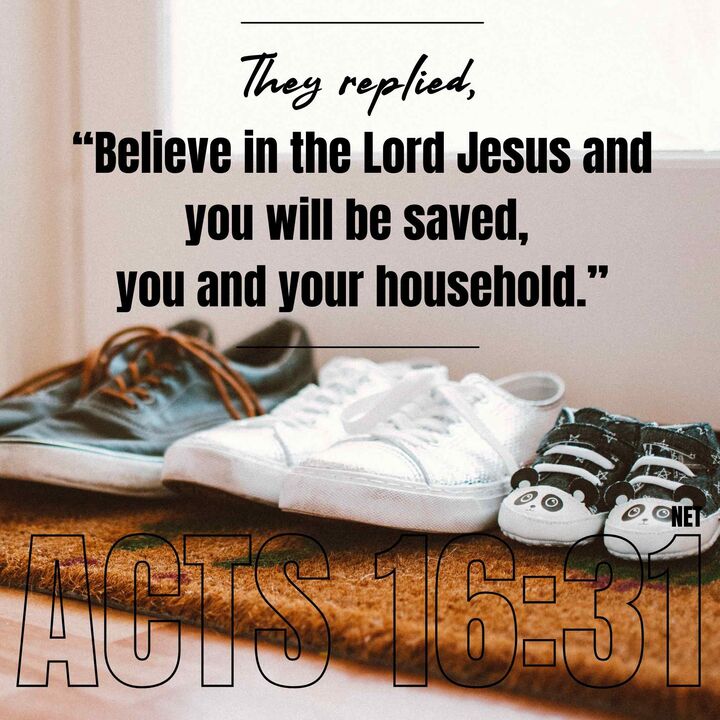 They replied,
“Believe in the Lord Jesus and
you will be saved,
you and your household.”
NET
ACTS 16:31